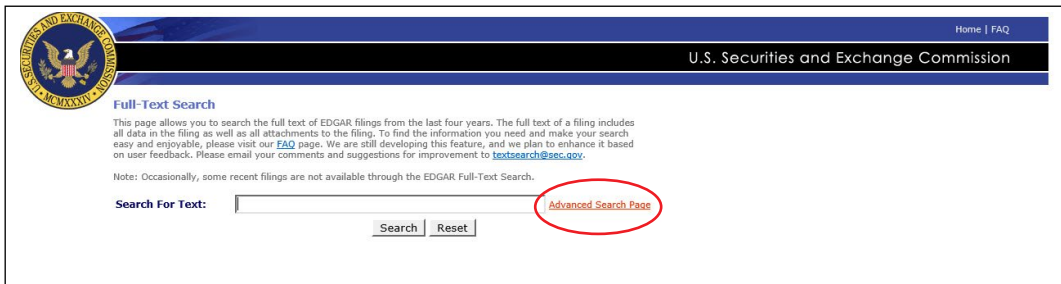 U.S. SECURITIES AND EXCHANGE COMMISSION
MCMXXXIV
Home | FAQ
U.S. Securities and Exchange Commission
Full-Text Search
This page allows you to search the full text of EDGAR filings from the last four years. The full text of a filing includes
all data in the filing as well as all attachments to the filing. To find the information you need and make your search
easy and enjoyable, please visit our FAQ page. We are still developing this feature, and we plan to enhance it based
on user feedback. Please email your comments and suggestions for improvement to textsearch@sec.gov.
Note: Occasionally, some recent filings are not available through the EDGAR Full-Text Search.
Search For Text: Advanced Search Page
Search Reset